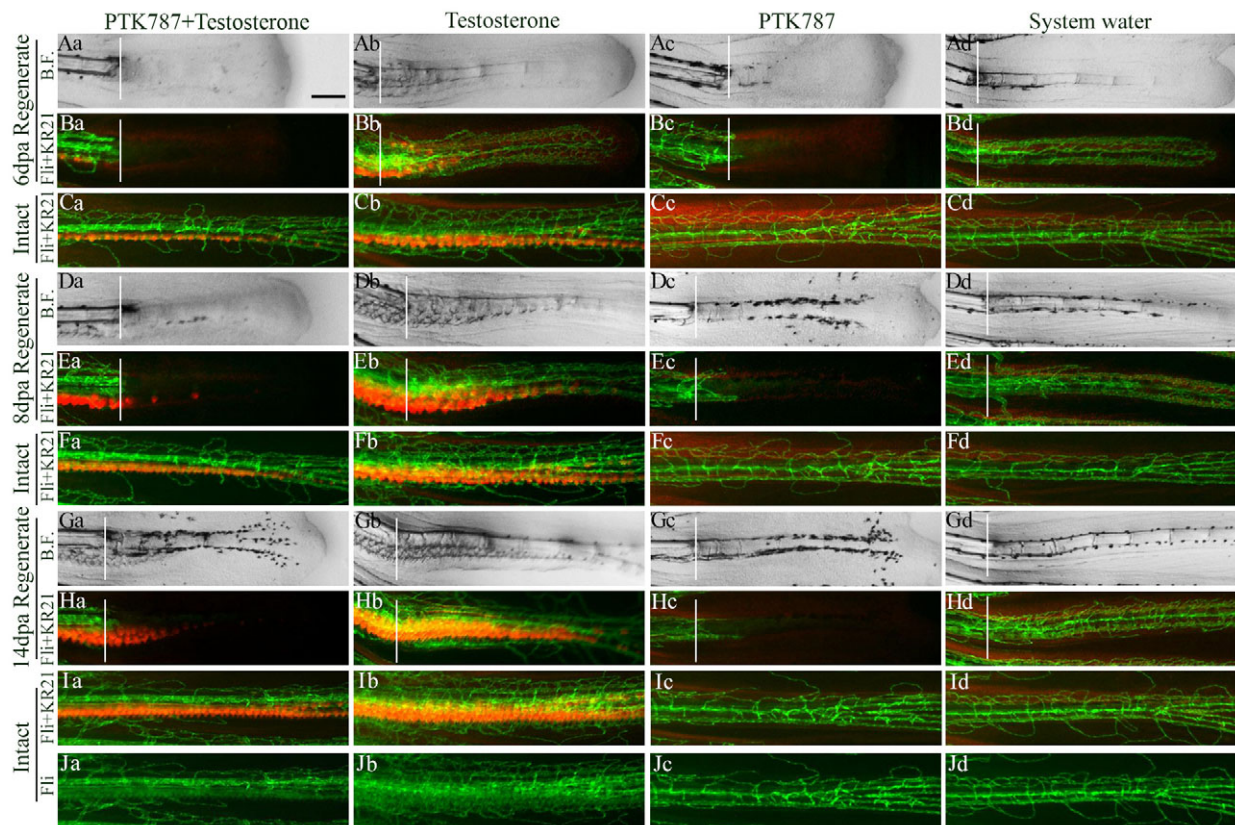 PTK787+Testosterone Testosterone PTK787 System water
6dpa Regenerate
B.F. Aa Ab Ac Ad
Fli+KR21 Ba Bb Bc Bd
Intact
Fli+KR21 Ca Cb Cc Cd
8dpa Regenerate
B.F. Da Db Dc Dd
Fli+KR21 Ea Eb Ec Ed
Intact
Fli+KR21 Fa Fb Fc Fd
14dpa Regenerate
B.F. Ga Gb Gc Gd
Fli+KR21 Ha Hb Hc Hd
Intact
Fli+KR21 Ia Ib Ic Id
Fli Ja Jb Jc Jd